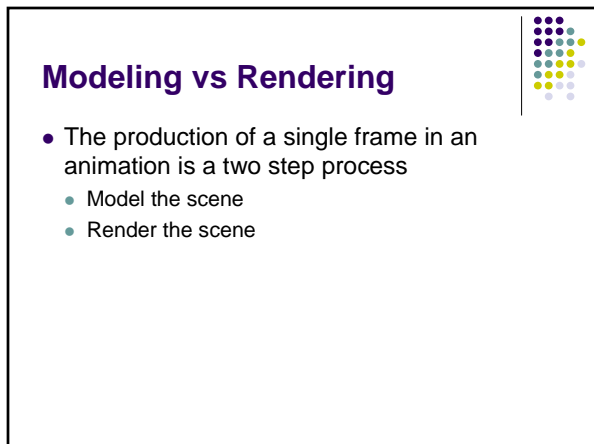 Modeling vs Rendering
The production of a single frame in an
animation is a two step process
Model the scene
Render the scene